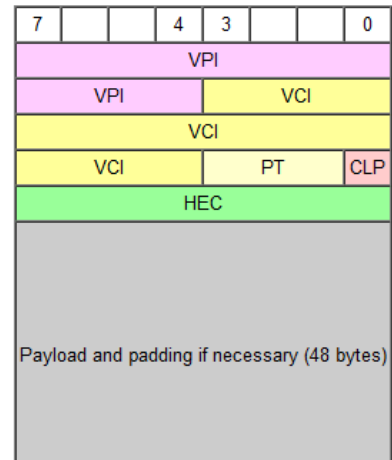 7 4 3 0
VPI
VPI VCI
VCI
VCI PT CLP
HEC
Payload and padding if necessary (48 bytes)